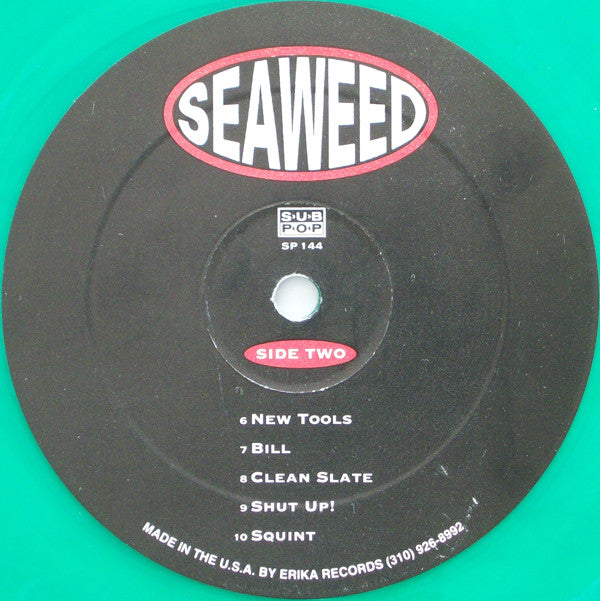 SEAWEED
S·U·B
P·O·P
SP 144
SIDE TWO
6 NEW TOOLS
7 BILL
8 CLEAN SLATE
9 SHUT UP!
10 SQUINT
MADE IN THE U.S.A. BY ERIKA RECORDS (310) 926-8992